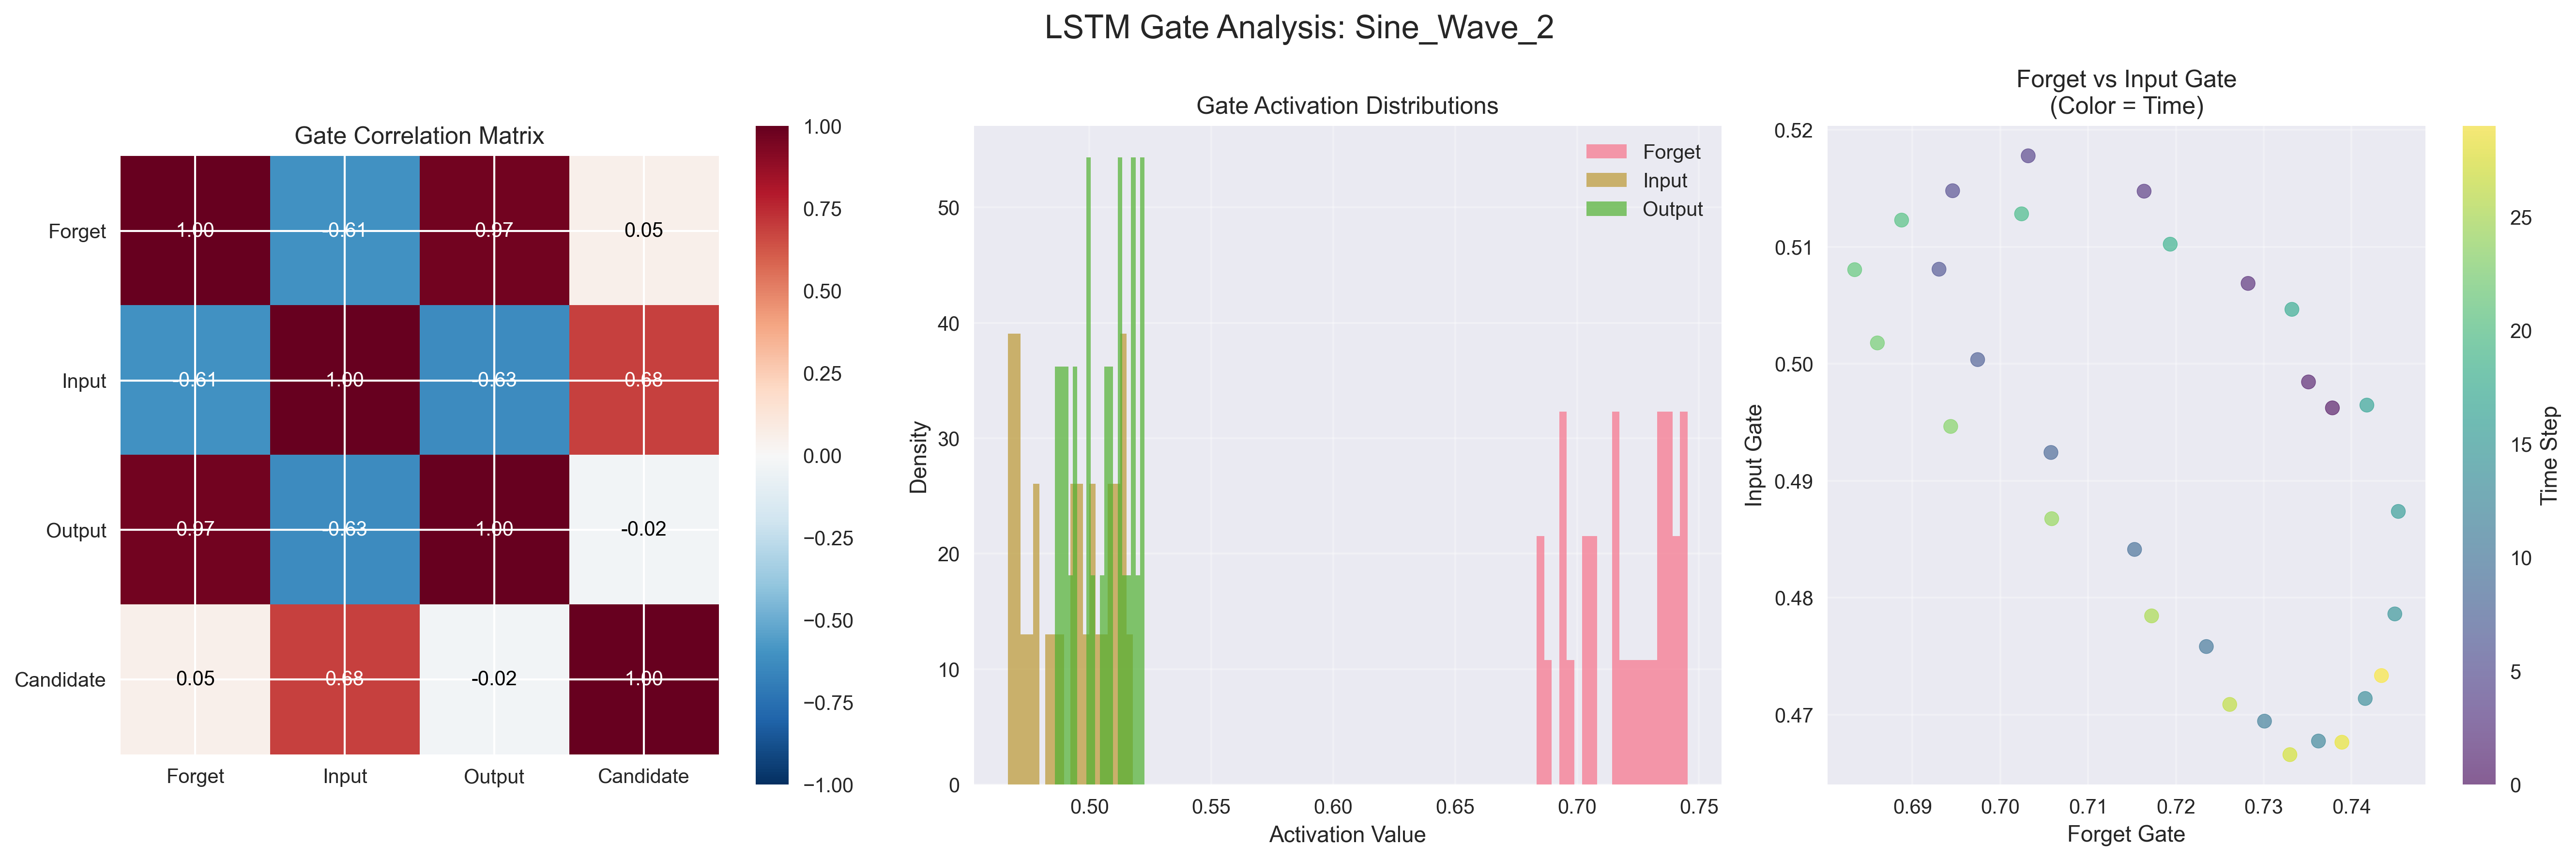 LSTM Gate Analysis: Sine_Wave_2
Gate Correlation Matrix
Forget
Input
Output
Candidate
1.00 -0.61 0.97 0.05
-0.61 1.00 -0.63 0.68
0.97 -0.63 1.00 -0.02
0.05 0.68 -0.02 1.00
Forget Input Output Candidate
1.00
0.75
0.50
0.25
0.00
−0.25
−0.50
−0.75
−1.00
Gate Activation Distributions
Forget
Input
Output
Density
50
40
30
20
10
0
0.50 0.55 0.60 0.65 0.70 0.75
Activation Value
Forget vs Input Gate
(Color = Time)
Input Gate
0.52
0.51
0.50
0.49
0.48
0.47
0.69 0.70 0.71 0.72 0.73 0.74
Forget Gate
25
20
15
10
5
0
Time Step